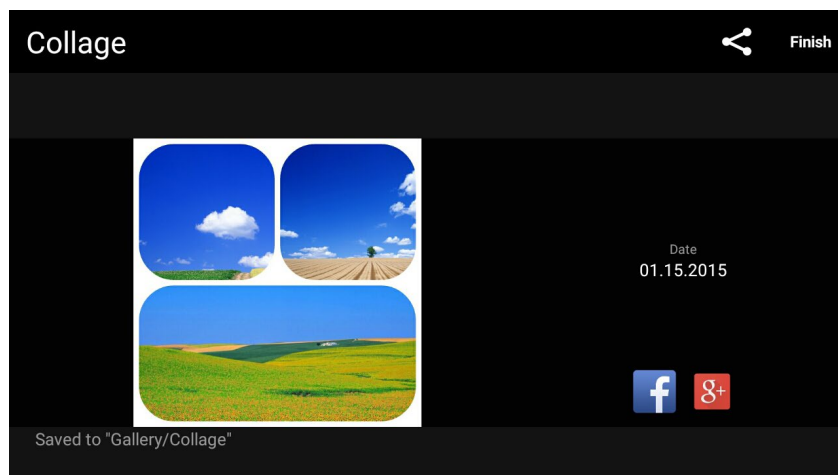 Collage
Finish
Date
01.15.2015
f
g+
Saved to "Gallery/Collage"